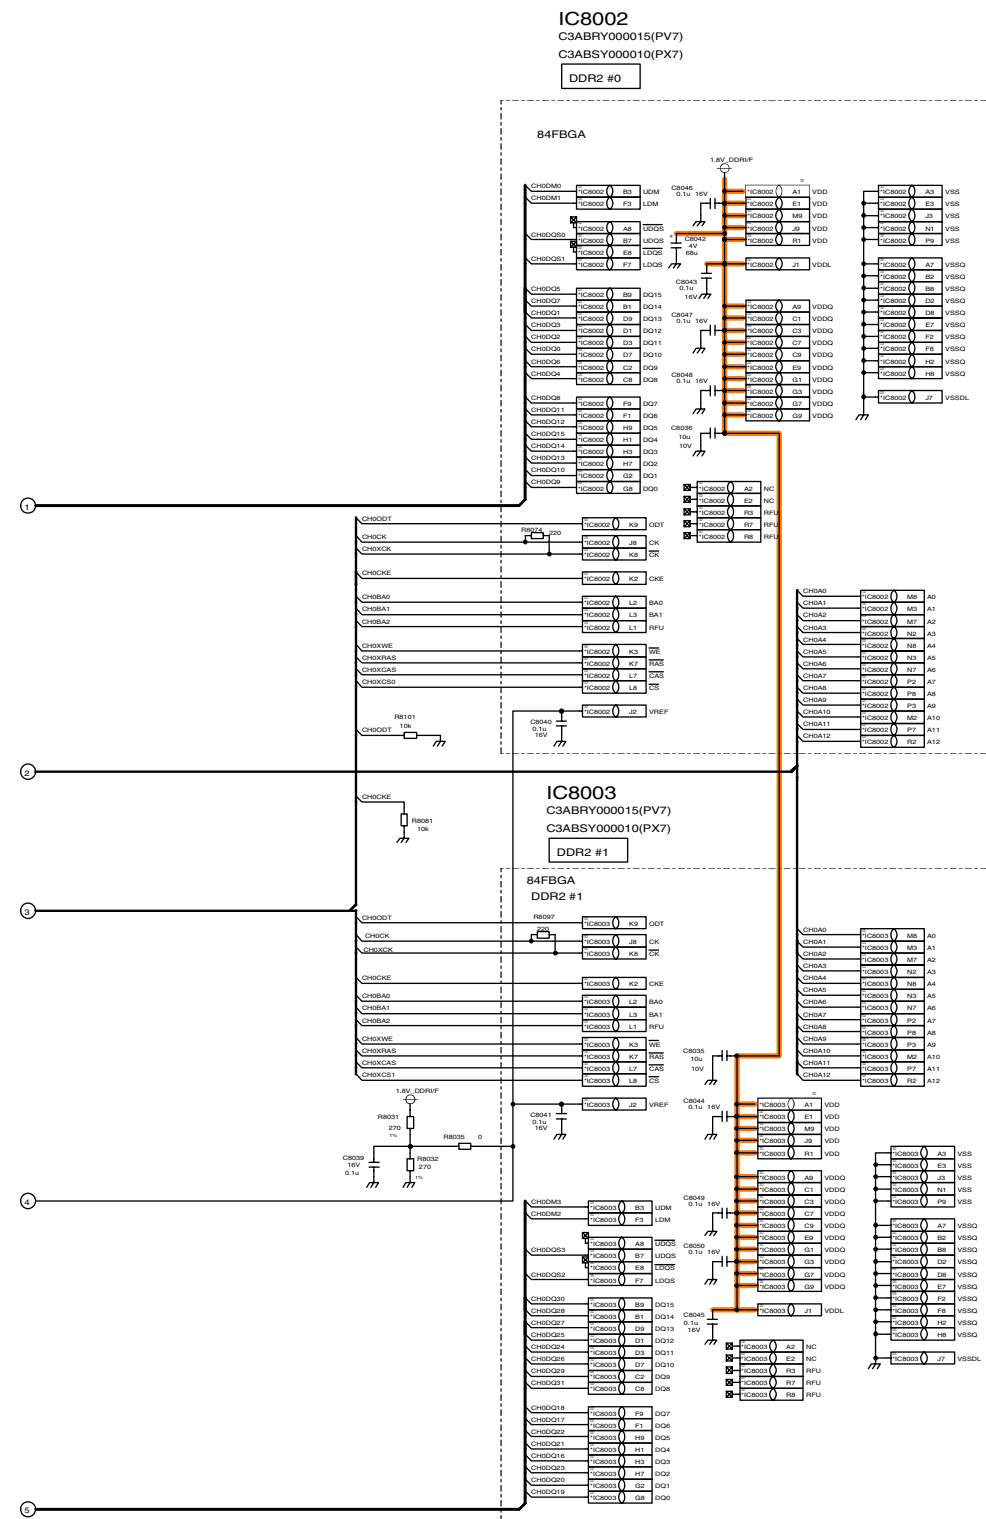 IC8002
C3ABRY000015(PV7)
C3ABSY000010(PX7)
DDR2 #0
84FBGA
1.8V_DDRI/F
CH0DM0 *IC8002 B3 UDM
CH0DM1 *IC8002 F3 LDM
*IC8002 A8 UDQS
CH0DQS0 *IC8002 B7 UDQS
*IC8002 E8 LDQS
CH0DQS1 *IC8002 F7 LDQS
CH0DQ5 *IC8002 B9 DQ15
CH0DQ7 *IC8002 B1 DQ14
CH0DQ1 *IC8002 D9 DQ13
CH0DQ3 *IC8002 D1 DQ12
CH0DQ2 *IC8002 D3 DQ11
CH0DQ0 *IC8002 D7 DQ10
CH0DQ6 *IC8002 C2 DQ9
CH0DQ4 *IC8002 C8 DQ8
CH0DQ8 *IC8002 F9 DQ7
CH0DQ11 *IC8002 F1 DQ6
CH0DQ12 *IC8002 H9 DQ5
CH0DQ15 *IC8002 H1 DQ4
CH0DQ14 *IC8002 H3 DQ3
CH0DQ13 *IC8002 H7 DQ2
CH0DQ10 *IC8002 G2 DQ1
CH0DQ9 *IC8002 G8 DQ0
C8046
0.1u 16V
C8042
4V
68u
C8043
0.1u
16V
C8047
0.1u 16V
C8048
0.1u 16V
C8036
10u
10V
*IC8002 A1 VDD
*IC8002 E1 VDD
*IC8002 M9 VDD
*IC8002 J9 VDD
*IC8002 R1 VDD
*IC8002 J1 VDDL
*IC8002 A9 VDDQ
*IC8002 C1 VDDQ
*IC8002 C3 VDDQ
*IC8002 C7 VDDQ
*IC8002 C9 VDDQ
*IC8002 E9 VDDQ
*IC8002 G1 VDDQ
*IC8002 G3 VDDQ
*IC8002 G7 VDDQ
*IC8002 G9 VDDQ
*IC8002 A3 VSS
*IC8002 E3 VSS
*IC8002 J3 VSS
*IC8002 N1 VSS
*IC8002 P9 VSS
*IC8002 A7 VSSQ
*IC8002 B2 VSSQ
*IC8002 B8 VSSQ
*IC8002 D2 VSSQ
*IC8002 D8 VSSQ
*IC8002 E7 VSSQ
*IC8002 F2 VSSQ
*IC8002 F8 VSSQ
*IC8002 H2 VSSQ
*IC8002 H8 VSSQ
*IC8002 J7 VSSDL
*IC8002 A2 NC
*IC8002 E2 NC
*IC8002 R3 RFU
*IC8002 R7 RFU
*IC8002 R8 RFU
1
CH0ODT *IC8002 K9 ODT
R8074 220
CH0CK *IC8002 J8 CK
CH0XCK *IC8002 K8 CK
CH0CKE *IC8002 K2 CKE
CH0BA0 *IC8002 L2 BA0
CH0BA1 *IC8002 L3 BA1
CH0BA2 *IC8002 L1 RFU
CH0XWE *IC8002 K3 WE
CH0XRAS *IC8002 K7 RAS
CH0XCAS *IC8002 L7 CAS
CH0XCS0 *IC8002 L8 CS
*IC8002 J2 VREF
C8040
0.1u
16V
R8101
10k
CH0ODT
CH0A0 *IC8002 M8 A0
CH0A1 *IC8002 M3 A1
CH0A2 *IC8002 M7 A2
CH0A3 *IC8002 N2 A3
CH0A4 *IC8002 N8 A4
CH0A5 *IC8002 N3 A5
CH0A6 *IC8002 N7 A6
CH0A7 *IC8002 P2 A7
CH0A8 *IC8002 P8 A8
CH0A9 *IC8002 P3 A9
CH0A10 *IC8002 M2 A10
CH0A11 *IC8002 P7 A11
CH0A12 *IC8002 R2 A12
2
CH0CKE
R8081
10k
IC8003
C3ABRY000015(PV7)
C3ABSY000010(PX7)
DDR2 #1
84FBGA
DDR2 #1
3
CH0ODT *IC8003 K9 ODT
R8097
220
CH0CK *IC8003 J8 CK
CH0XCK *IC8003 K8 CK
CH0CKE *IC8003 K2 CKE
CH0BA0 *IC8003 L2 BA0
CH0BA1 *IC8003 L3 BA1
CH0BA2 *IC8003 L1 RFU
CH0XWE *IC8003 K3 WE
CH0XRAS *IC8003 K7 RAS
CH0XCAS *IC8003 L7 CAS
CH0XCS1 *IC8003 L8 CS
*IC8003 J2 VREF
C8041
0.1u
16V
1.8V_DDRI/F
R8031
270
1%
R8035 0
C8039
16V
0.1u
R8032
270
1%
4
CH0A0 *IC8003 M8 A0
CH0A1 *IC8003 M3 A1
CH0A2 *IC8003 M7 A2
CH0A3 *IC8003 N2 A3
CH0A4 *IC8003 N8 A4
CH0A5 *IC8003 N3 A5
CH0A6 *IC8003 N7 A6
CH0A7 *IC8003 P2 A7
CH0A8 *IC8003 P8 A8
CH0A9 *IC8003 P3 A9
CH0A10 *IC8003 M2 A10
CH0A11 *IC8003 P7 A11
CH0A12 *IC8003 R2 A12
C8035
10u
10V
C8044
0.1u 16V
C8049
0.1u 16V
C8050
0.1u 16V
C8045
0.1u
16V
*IC8003 A1 VDD
*IC8003 E1 VDD
*IC8003 M9 VDD
*IC8003 J9 VDD
*IC8003 R1 VDD
*IC8003 A9 VDDQ
*IC8003 C1 VDDQ
*IC8003 C3 VDDQ
*IC8003 C7 VDDQ
*IC8003 C9 VDDQ
*IC8003 E9 VDDQ
*IC8003 G1 VDDQ
*IC8003 G3 VDDQ
*IC8003 G7 VDDQ
*IC8003 G9 VDDQ
*IC8003 J1 VDDL
*IC8003 A3 VSS
*IC8003 E3 VSS
*IC8003 J3 VSS
*IC8003 N1 VSS
*IC8003 P9 VSS
*IC8003 A7 VSSQ
*IC8003 B2 VSSQ
*IC8003 B8 VSSQ
*IC8003 D2 VSSQ
*IC8003 D8 VSSQ
*IC8003 E7 VSSQ
*IC8003 F2 VSSQ
*IC8003 F8 VSSQ
*IC8003 H2 VSSQ
*IC8003 H8 VSSQ
*IC8003 J7 VSSDL
*IC8003 A2 NC
*IC8003 E2 NC
*IC8003 R3 RFU
*IC8003 R7 RFU
*IC8003 R8 RFU
CH0DM3 *IC8003 B3 UDM
CH0DM2 *IC8003 F3 LDM
*IC8003 A8 UDQS
CH0DQS3 *IC8003 B7 UDQS
*IC8003 E8 LDQS
CH0DQS2 *IC8003 F7 LDQS
CH0DQ30 *IC8003 B9 DQ15
CH0DQ28 *IC8003 B1 DQ14
CH0DQ27 *IC8003 D9 DQ13
CH0DQ25 *IC8003 D1 DQ12
CH0DQ24 *IC8003 D3 DQ11
CH0DQ26 *IC8003 D7 DQ10
CH0DQ29 *IC8003 C2 DQ9
CH0DQ31 *IC8003 C8 DQ8
CH0DQ18 *IC8003 F9 DQ7
CH0DQ17 *IC8003 F1 DQ6
CH0DQ22 *IC8003 H9 DQ5
CH0DQ21 *IC8003 H1 DQ4
CH0DQ16 *IC8003 H3 DQ3
CH0DQ23 *IC8003 H7 DQ2
CH0DQ20 *IC8003 G2 DQ1
CH0DQ19 *IC8003 G8 DQ0
5